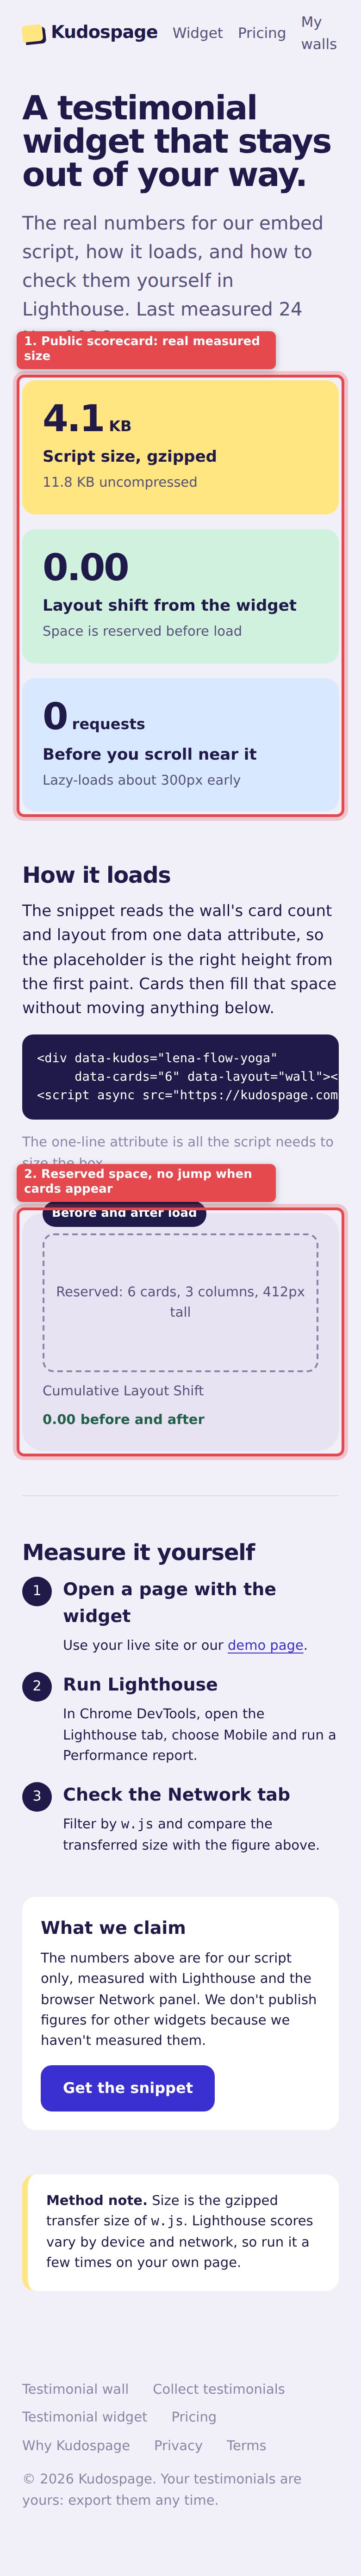 Kudospage Widget Pricing My walls
A testimonial
widget that stays
out of your way.
The real numbers for our embed
script, how it loads, and how to
check them yourself in
Lighthouse. Last measured 24
1. Public scorecard: real measured
size
4.1 KB
Script size, gzipped
11.8 KB uncompressed
0.00
Layout shift from the widget
Space is reserved before load
0 requests
Before you scroll near it
Lazy-loads about 300px early
How it loads
The snippet reads the wall's card count
and layout from one data attribute, so
the placeholder is the right height from
the first paint. Cards then fill that space
without moving anything below.
<div data-kudos="lena-flow-yoga"
data-cards="6" data-layout="wall"><
<script async src="https://kudospage.com
The one-line attribute is all the script needs to
size the box.
2. Reserved space, no jump when
cards appear
Before and after load
Reserved: 6 cards, 3 columns, 412px
tall
Cumulative Layout Shift
0.00 before and after
Measure it yourself
1 Open a page with the
widget
Use your live site or our demo page.
2 Run Lighthouse
In Chrome DevTools, open the
Lighthouse tab, choose Mobile and run a
Performance report.
3 Check the Network tab
Filter by w.js and compare the
transferred size with the figure above.
What we claim
The numbers above are for our script
only, measured with Lighthouse and the
browser Network panel. We don't publish
figures for other widgets because we
haven't measured them.
Get the snippet
Method note. Size is the gzipped
transfer size of w.js. Lighthouse scores
vary by device and network, so run it a
few times on your own page.
Testimonial wall Collect testimonials
Testimonial widget Pricing
Why Kudospage Privacy Terms
© 2026 Kudospage. Your testimonials are
yours: export them any time.